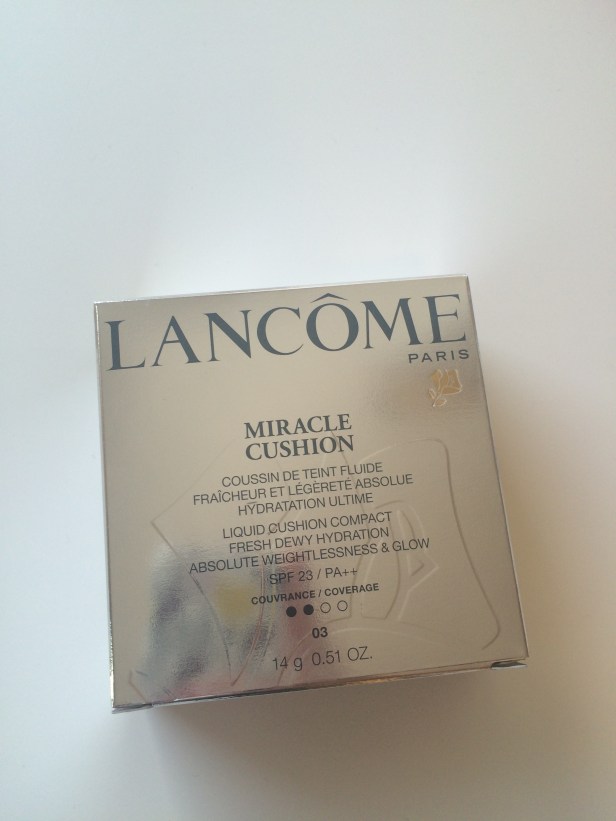 LANCÔME
PARIS
MIRACLE
CUSHION
COUSSIN DE TEINT FLUIDE
FRAÎCHEUR ET LÉGÈRETÉ ABSOLUE
HYDRATATION ULTIME
LIQUID CUSHION COMPACT
FRESH DEWY HYDRATION
ABSOLUTE WEIGHTLESSNESS & GLOW
SPF 23 / PA++
COUVRANCE / COVERAGE
03
14 g 0.51 OZ.